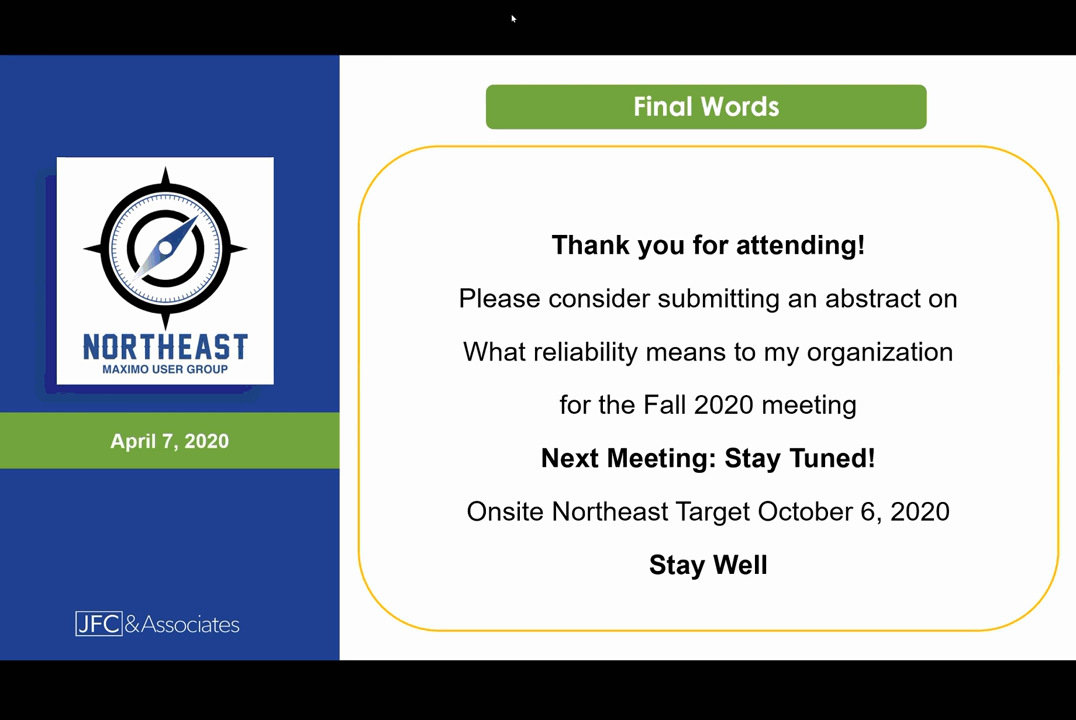 NORTHEAST
MAXIMO USER GROUP
April 7, 2020
JFC&Associates
Final Words
Thank you for attending!
Please consider submitting an abstract on
What reliability means to my organization
for the Fall 2020 meeting
Next Meeting: Stay Tuned!
Onsite Northeast Target October 6, 2020
Stay Well